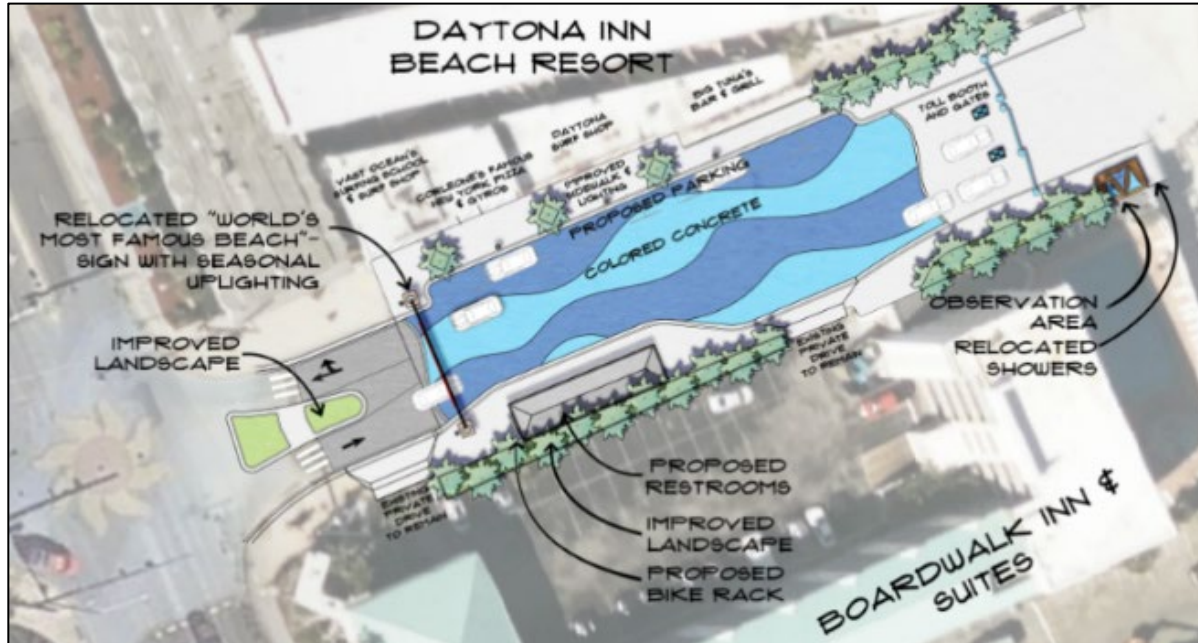 DAYTONA INN
BEACH RESORT
VAST OCEAN'S
SURFING SCHOOL
& SURF SHOP
CORLEONE'S FAMOUS
NEW YORK PIZZA
& GYROS
DAYTONA
SURF SHOP
BIG TUNA'S
BAR & GRILL
IMPROVED
SIDEWALK &
LIGHTING
TOLL BOOTH
AND GATES
PROPOSED PARKING
COLORED CONCRETE
RELOCATED "WORLD'S
MOST FAMOUS BEACH"-
SIGN WITH SEASONAL
UPLIGHTING
IMPROVED
LANDSCAPE
EXISTING
PRIVATE
DRIVE
TO REMAIN
OBSERVATION
AREA
RELOCATED
SHOWERS
EXISTING
PRIVATE
DRIVE
TO REMAIN
PROPOSED
RESTROOMS
IMPROVED
LANDSCAPE
PROPOSED
BIKE RACK
BOARDWALK INN &
SUITES